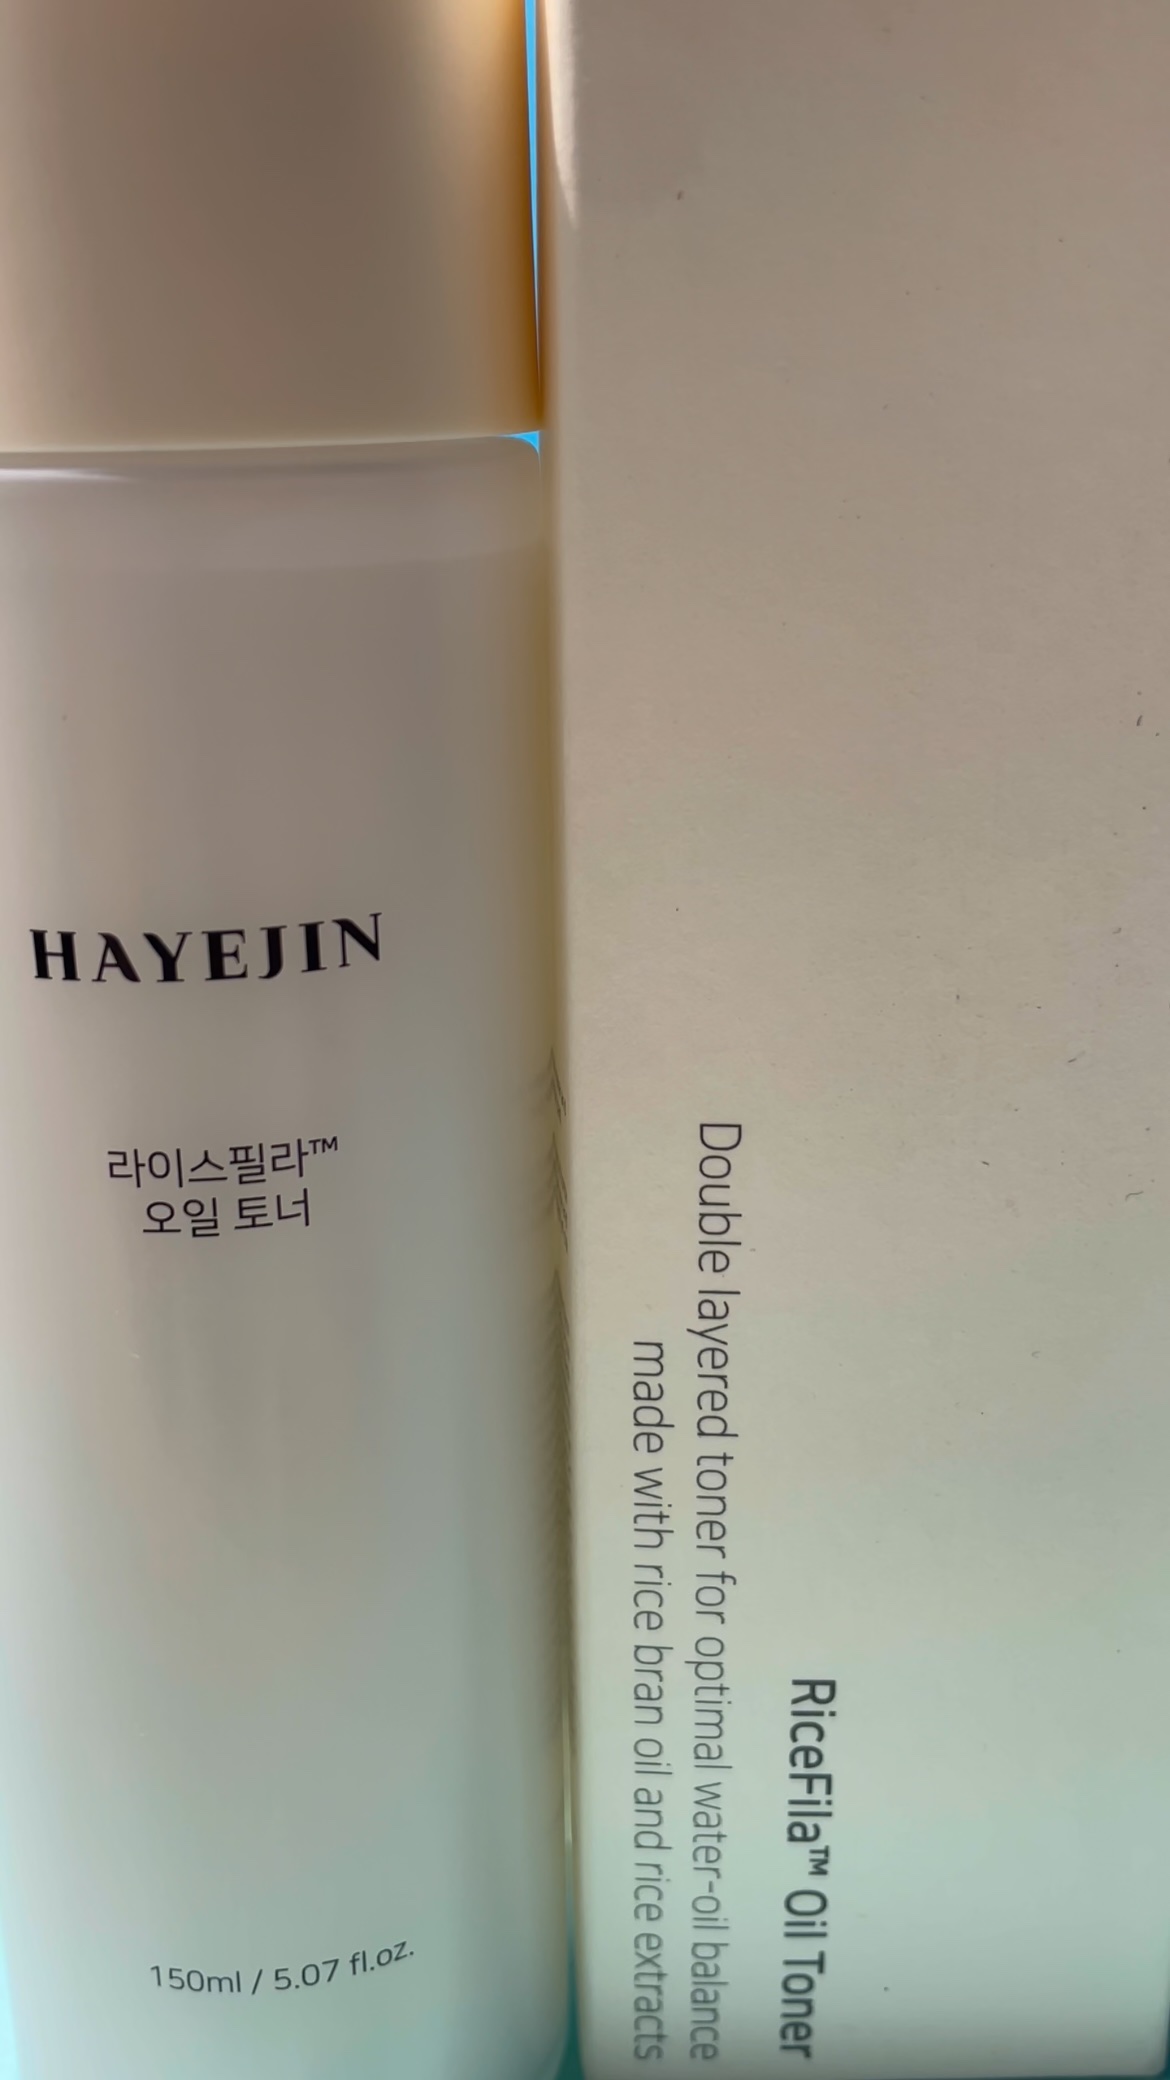 HAYEJIN
라이스필라™
오일 토너
150ml / 5.07 fl.oz.
RiceFila™ Oil Toner
Double layered toner for optimal water-oil balance
made with rice bran oil and rice extracts